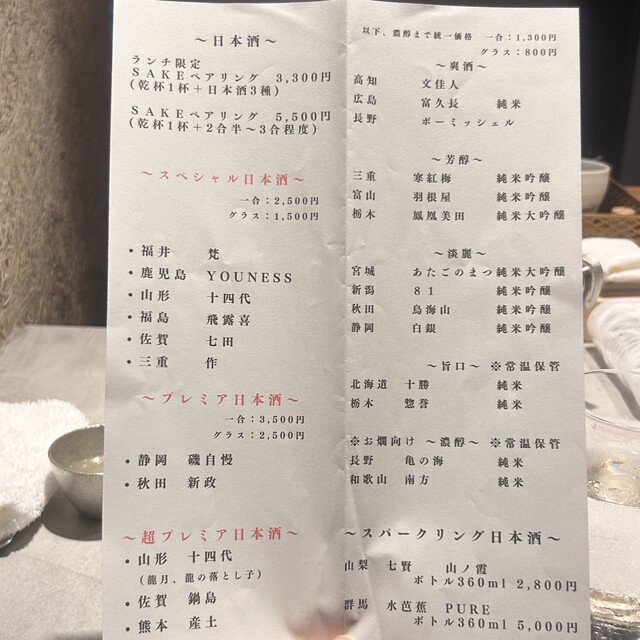 ～日本酒～
ランチ限定
ＳＡＫＥペアリング 3,300円
(乾杯1杯＋日本酒3種)
ＳＡＫＥペアリング 5,500円
(乾杯1杯＋2合半～3合程度)
～スペシャル日本酒～
一合：2,500円
グラス：1,500円
・福井 梵
・鹿児島 YOUNESS
・山形 十四代
・福島 飛露喜
・佐賀 七田
・三重 作
～プレミア日本酒～
一合：3,500円
グラス：2,500円
・静岡 磯自慢
・秋田 新政
～超プレミア日本酒～
・山形 十四代
(龍月、龍の落とし子)
・佐賀 鍋島
・熊本 産土
以下、濃醇まで統一価格 一合：1,300円
グラス：800円
～爽酒～
高知 文佳人
広島 富久長 純米
長野 ボーミッシェル
～芳醇～
三重 寒紅梅 純米吟醸
富山 羽根屋 純米吟醸
栃木 鳳凰美田 純米大吟醸
～淡麗～
宮城 あたごのまつ 純米大吟醸
新潟 ８１ 純米吟醸
秋田 鳥海山 純米吟醸
静岡 白銀 純米吟醸
～旨口～ ※常温保管
北海道 十勝 純米
栃木 惣誉 純米
※お燗向け ～濃醇～ ※常温保管
長野 亀の海 純米
和歌山 南方 純米
～スパークリング日本酒～
山梨 七賢 山ノ霞
ボトル360ml 2,800円
群馬 水芭蕉 PURE
ボトル360ml 5,000円